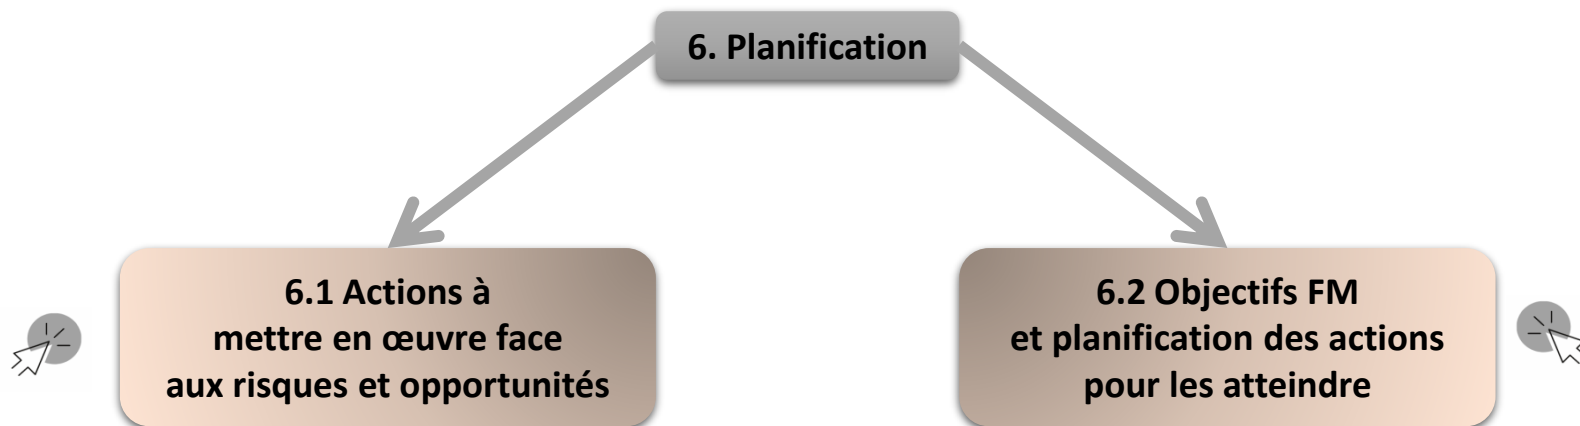 6. Planification
6.1 Actions à
mettre en œuvre face
aux risques et opportunités
6.2 Objectifs FM
et planification des actions
pour les atteindre